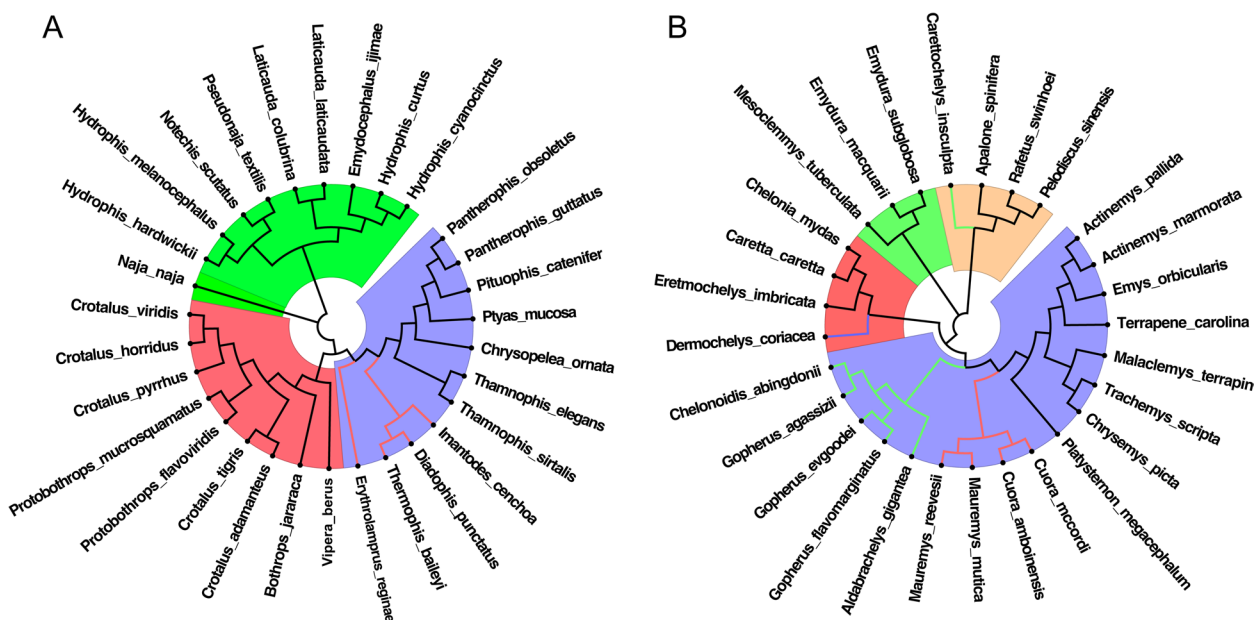 A
Naja_naja
Hydrophis_hardwickii
Hydrophis_melanocephalus
Notechis_scutatus
Pseudonaja_textilis
Laticauda_colubrina
Laticauda_laticaudata
Emydocephalus_ijimae
Hydrophis_curtus
Hydrophis_cyanocinctus
Pantherophis_obsoletus
Pantherophis_guttatus
Pituophis_catenifer
Ptyas_mucosa
Chrysopelea_ornata
Thamnophis_elegans
Thamnophis_sirtalis
Imantodes_cenchoa
Diadophis_punctatus
Thermophis_baileyi
Erythrolamprus_reginae
Vipera_berus
Bothrops_jararaca
Crotalus_adamanteus
Crotalus_tigris
Protobothrops_flavoviridis
Protobothrops_mucrosquamatus
Crotalus_pyrrhus
Crotalus_horridus
Crotalus_viridis
B
Dermochelys_coriacea
Eretmochelys_imbricata
Caretta_caretta
Chelonia_mydas
Mesoclemmys_tuberculata
Emydura_macquarii
Emydura_subglobosa
Carettochelys_insculpta
Apalone_spinifera
Rafetus_swinhoei
Pelodiscus_sinensis
Actinemys_pallida
Actinemys_marmorata
Emys_orbicularis
Terrapene_carolina
Malaclemys_terrapin
Trachemys_scripta
Chrysemys_picta
Platysternon_megacephalum
Cuora_mccordi
Cuora_amboinensis
Mauremys_mutica
Mauremys_reevesii
Aldabrachelys_gigantea
Gopherus_flavomarginatus
Gopherus_evgoodei
Gopherus_agassizii
Chelonoidis_abingdonii